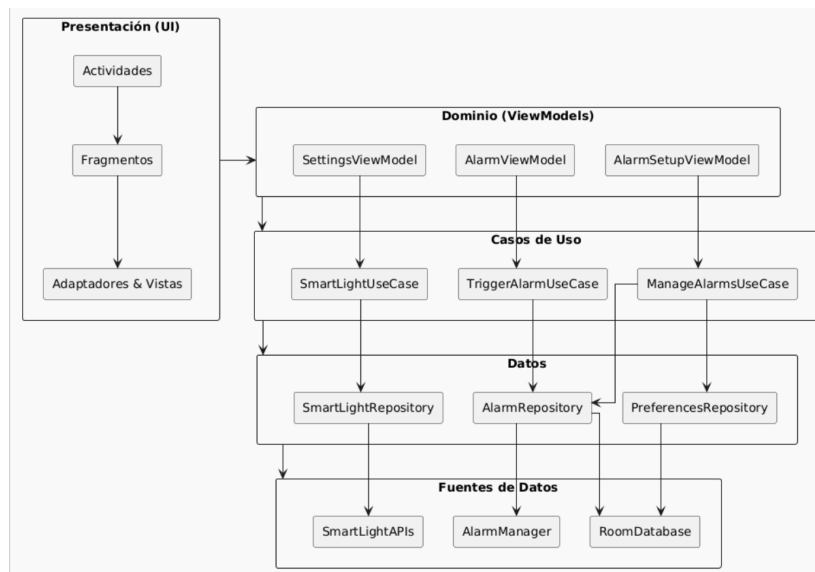 Presentación (UI)
Actividades
Fragmentos
Adaptadores & Vistas
Dominio (ViewModels)
SettingsViewModel
AlarmViewModel
AlarmSetupViewModel
Casos de Uso
SmartLightUseCase
TriggerAlarmUseCase
ManageAlarmsUseCase
Datos
SmartLightRepository
AlarmRepository
PreferencesRepository
Fuentes de Datos
SmartLightAPIs
AlarmManager
RoomDatabase